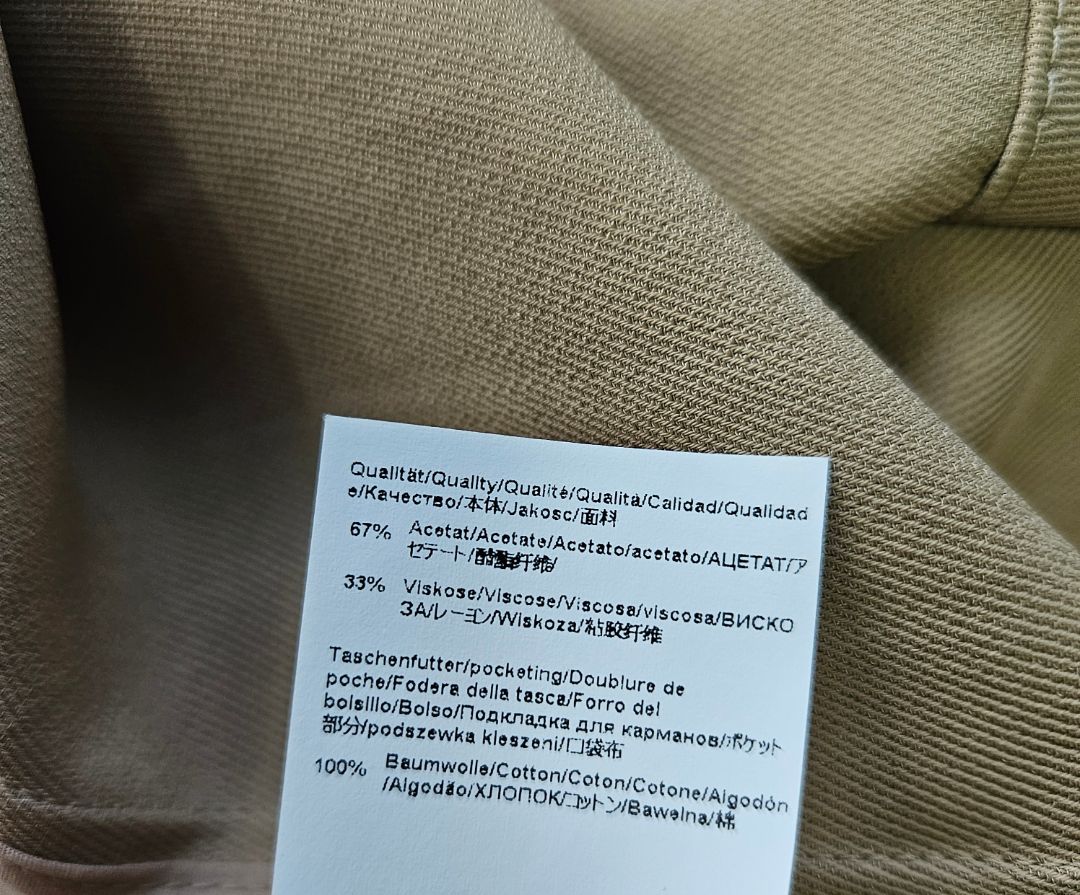 Qualität/Quality/Qualité/Qualità/Calidad/Qualidad
e/Качество/本体/Jakosc/面料
67% Acetat/Acetate/Acetato/acetato/АЦЕТАТ/ア
セテート/醋酯纤维/
33% Viskose/Viscose/Viscosa/viscosa/ВИСКО
ЗА/レーヨン/Wiskoza/粘胶纤维
Taschenfutter/pocketing/Doublure de
poche/Fodera della tasca/Forro del
bolsillo/Bolso/Подкладка для карманов/ポケット
部分/podszewka kieszeni/口袋布
100% Baumwolle/Cotton/Coton/Cotone/Algodón
/Algodão/ХЛОПОК/コットン/Bawelna/棉